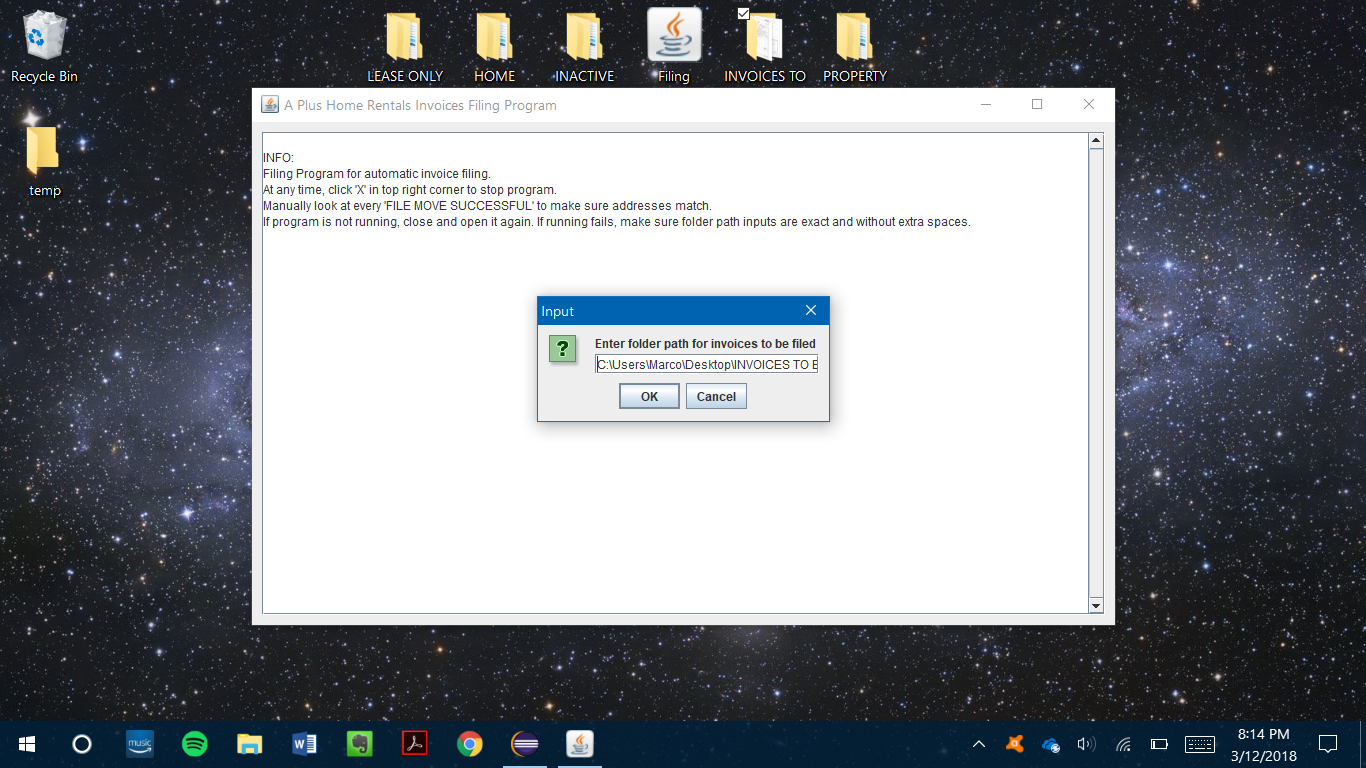 Recycle Bin
LEASE ONLY
HOME
INACTIVE
Filing
INVOICES TO
PROPERTY
temp
A Plus Home Rentals Invoices Filing Program
INFO:
Filing Program for automatic invoice filing.
At any time, click 'X' in top right corner to stop program.
Manually look at every 'FILE MOVE SUCCESSFUL' to make sure addresses match.
If program is not running, close and open it again. If running fails, make sure folder path inputs are exact and without extra spaces.
Input
?
Enter folder path for invoices to be filed
C:\Users\Marco\Desktop\INVOICES TO B
OK
Cancel
music
8:14 PM
3/12/2018